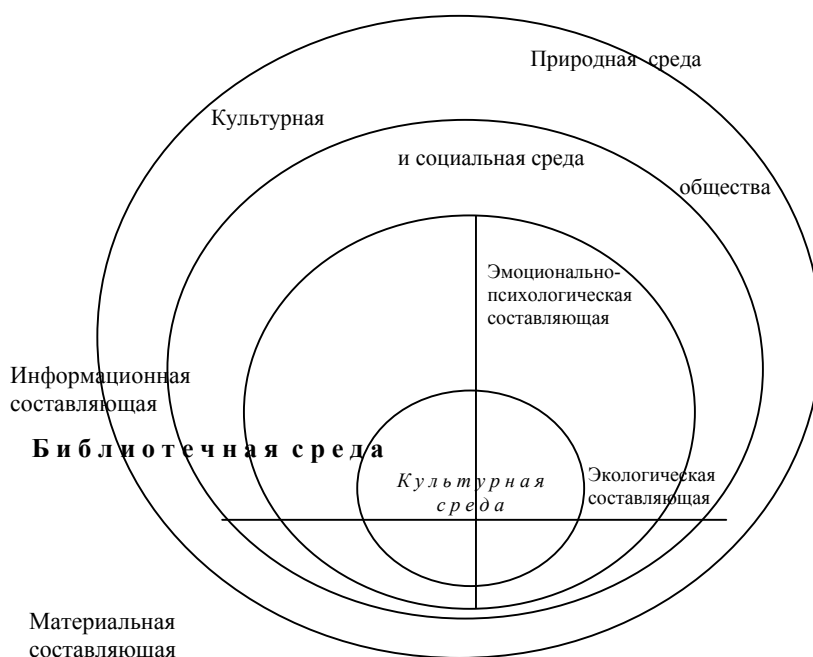 Природная среда
Культурная
и социальная среда
общества
Эмоционально-
психологическая
составляющая
Информационная
составляющая
Библиотечная среда
Культурная
среда
Экологическая
составляющая
Материальная
составляющая